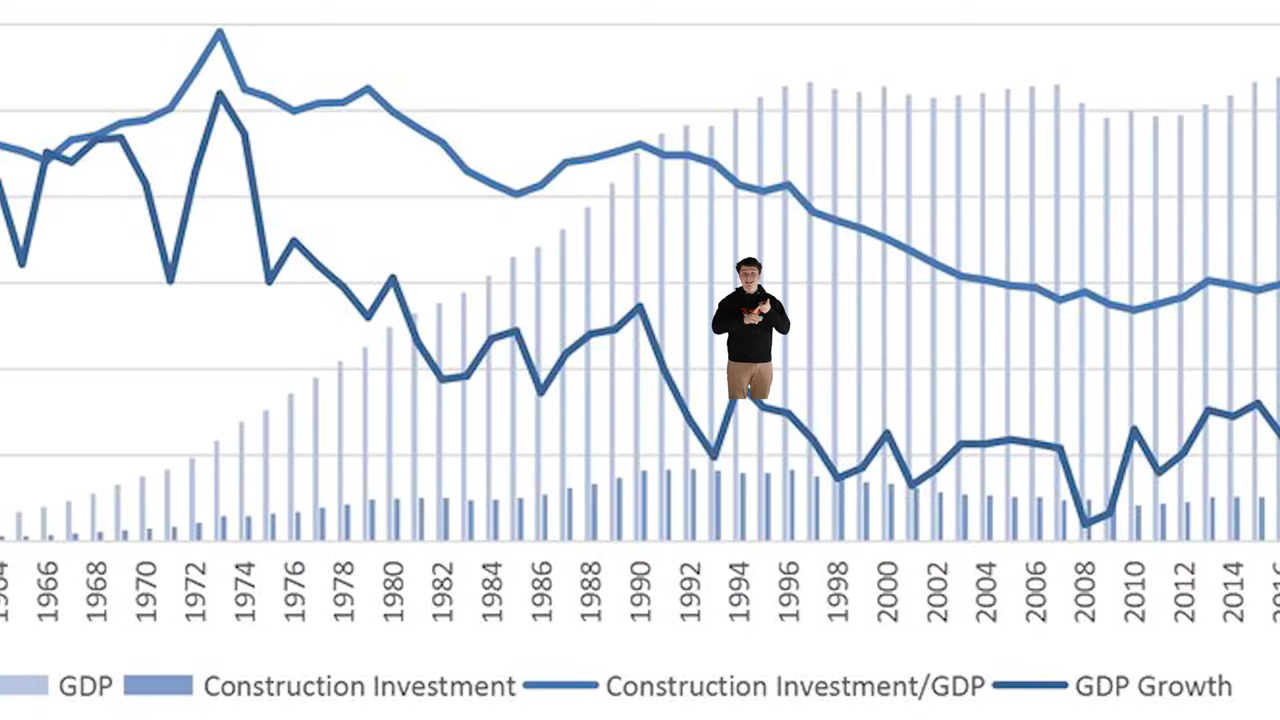 1966 1968 1970 1972 1974 1976 1978 1980 1982 1984 1986 1988 1990 1992 1994 1996 1998 2000 2002 2004 2006 2008 2010 2012 2014
GDP Construction Investment Construction Investment/GDP GDP Growth